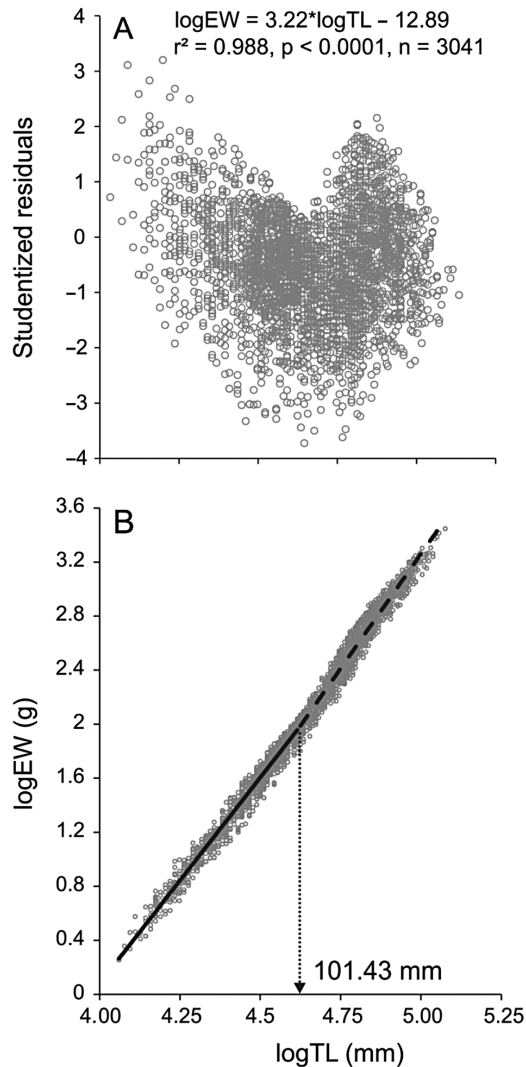 A
logEW = 3.22*logTL – 12.89
r² = 0.988, p < 0.0001, n = 3041
Studentized residuals
4
3
2
1
0
–1
–2
–3
–4
B
logEW (g)
3.6
3.2
2.8
2.4
2
1.6
1.2
0.8
0.4
0
101.43 mm
4.00 4.25 4.5 4.75 5.00 5.25
logTL (mm)